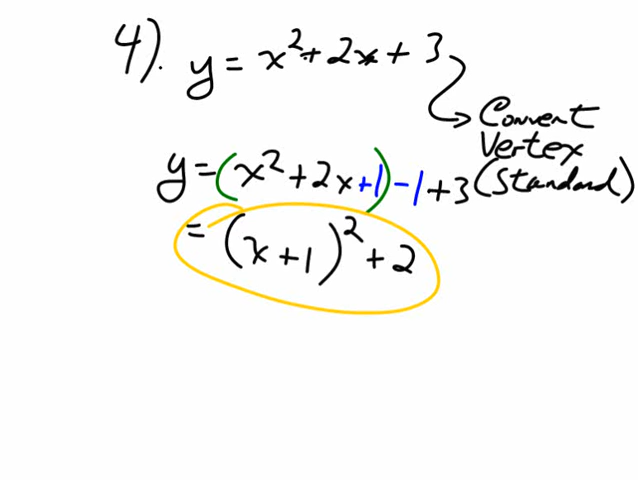 4). y = x²+2x+3
Convert
Vertex
(Standard)
y=(x²+2x+1)-1+3
= (x+1)²+2